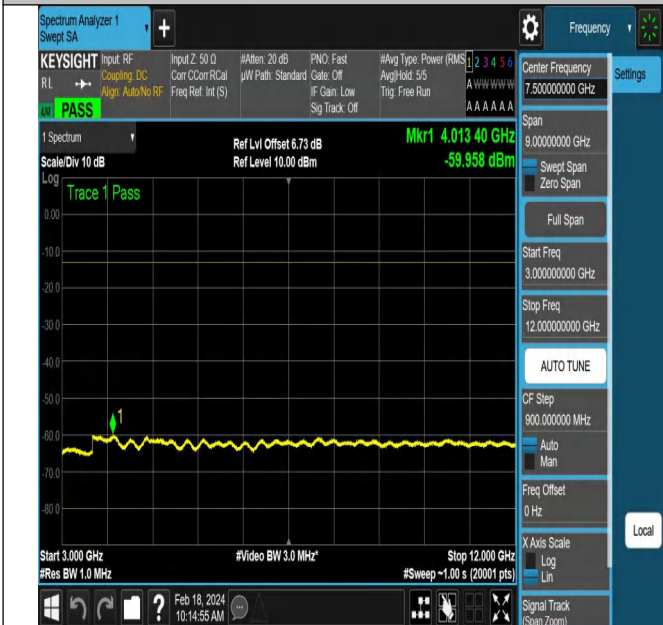 Spectrum Analyzer 1
Swept SA
Frequency
KEYSIGHT
RL
PASS
Input: RF
Coupling: DC
Align: Auto/No RF
Input Z: 50 Ω
Corr CCorr RCal
Freq Ref: Int (S)
#Atten: 20 dB
µW Path: Standard
PNO: Fast
Gate: Off
IF Gain: Low
Sig Track: Off
#Avg Type: Power (RMS
Avg|Hold: 5/5
Trig: Free Run
1 2 3 4 5 6
A W W W W W
A A A A A A
Center Frequency
7.500000000 GHz
Settings
Span
9.00000000 GHz
Swept Span
Zero Span
Full Span
Start Freq
3.000000000 GHz
Stop Freq
12.000000000 GHz
AUTO TUNE
CF Step
900.000000 MHz
Auto
Man
Freq Offset
0 Hz
X Axis Scale
Log
Lin
Local
Signal Track
(Span Zoom)
1 Spectrum
Scale/Div 10 dB
Log
Ref Lvl Offset 6.73 dB
Ref Level 10.00 dBm
Mkr1 4.013 40 GHz
-59.958 dBm
Trace 1 Pass
0.00
-10.0
-20.0
-30.0
-40.0
-50.0
-60.0
-70.0
-80.0
1
Start 3.000 GHz
#Res BW 1.0 MHz
#Video BW 3.0 MHz*
Stop 12.000 GHz
#Sweep ~1.00 s (20001 pts)
?
Feb 18, 2024
10:14:55 AM